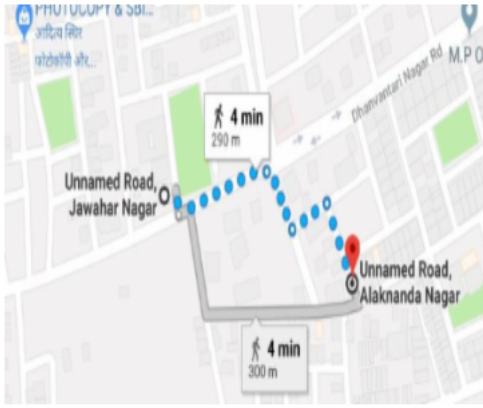 PHOTOCOPY & SBI...
आदित्य स्थिर
फोटोकॉपी और...
Dhanvantari Nagar Rd
M.P O
4 min
290 m
Unnamed Road,
Jawahar Nagar
Unnamed Road,
Alaknanda Nagar
4 min
300 m